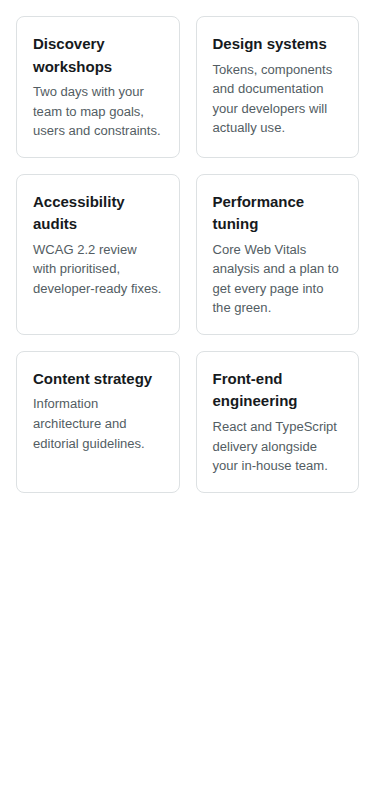 Discovery
workshops
Two days with your
team to map goals,
users and constraints.
Design systems
Tokens, components
and documentation
your developers will
actually use.
Accessibility
audits
WCAG 2.2 review
with prioritised,
developer-ready fixes.
Performance
tuning
Core Web Vitals
analysis and a plan to
get every page into
the green.
Content strategy
Information
architecture and
editorial guidelines.
Front-end
engineering
React and TypeScript
delivery alongside
your in-house team.